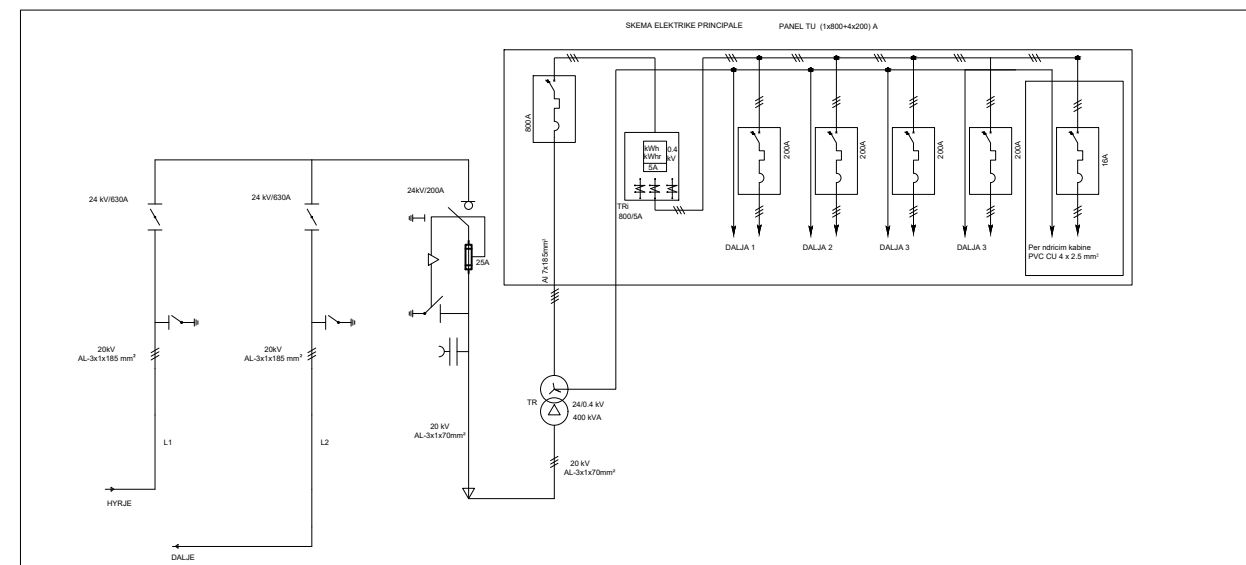 SKEMA ELEKTRIKE PRINCIPALE PANEL TU (1x800+4x200) A
800A
kWh
kWhr
5A
0.4
kV
TRi
800/5A
200A
200A
200A
200A
16A
DALJA 1
DALJA 2
DALJA 3
DALJA 3
Per ndricim kabine
PVC CU 4 x 2.5 mm²
Al 7x185mm²
24 kV/630A
24 kV/630A
24kV/200A
25A
20kV
AL-3x1x185 mm²
20kV
AL-3x1x185 mm²
TR
24/0.4 kV
400 kVA
20 kV
AL-3x1x70mm²
20 kV
AL-3x1x70mm²
L1
L2
HYRJE
DALJE